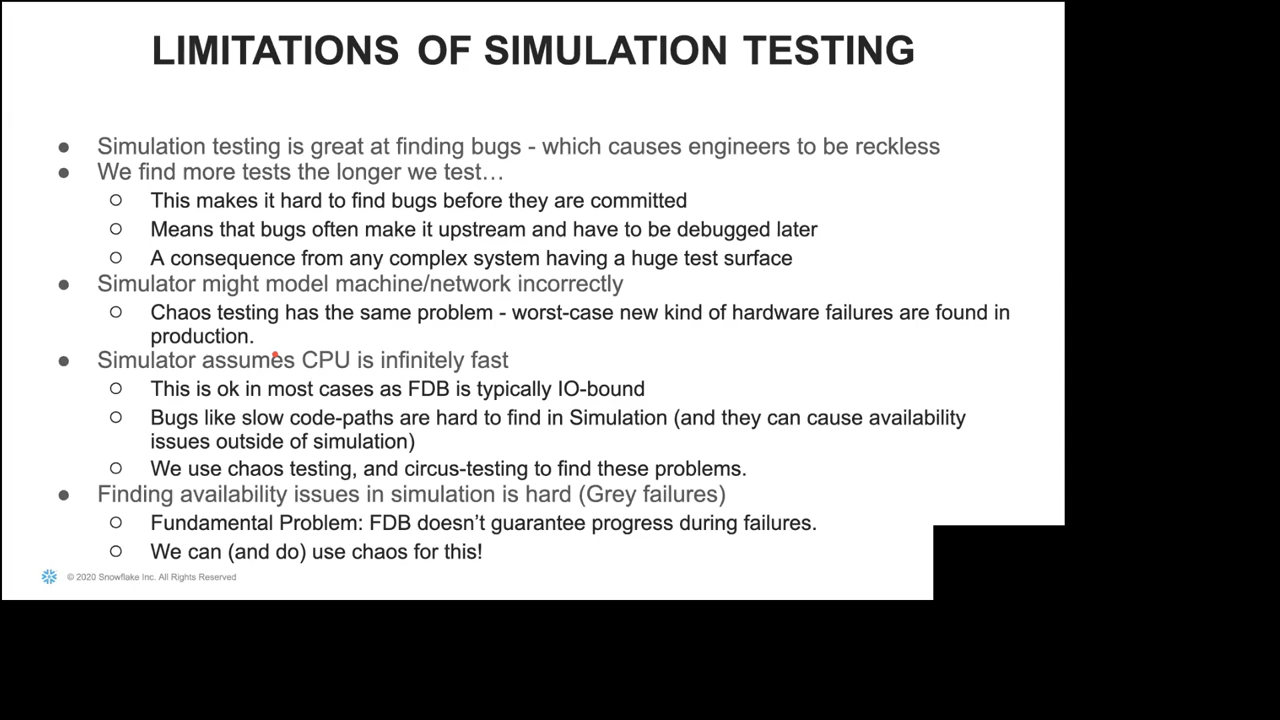 LIMITATIONS OF SIMULATION TESTING
● Simulation testing is great at finding bugs - which causes engineers to be reckless
● We find more tests the longer we test…
○ This makes it hard to find bugs before they are committed
○ Means that bugs often make it upstream and have to be debugged later
○ A consequence from any complex system having a huge test surface
● Simulator might model machine/network incorrectly
○ Chaos testing has the same problem - worst-case new kind of hardware failures are found in
production.
● Simulator assumes CPU is infinitely fast
○ This is ok in most cases as FDB is typically IO-bound
○ Bugs like slow code-paths are hard to find in Simulation (and they can cause availability
issues outside of simulation)
○ We use chaos testing, and circus-testing to find these problems.
● Finding availability issues in simulation is hard (Grey failures)
○ Fundamental Problem: FDB doesn’t guarantee progress during failures.
○ We can (and do) use chaos for this!
© 2020 Snowflake Inc. All Rights Reserved